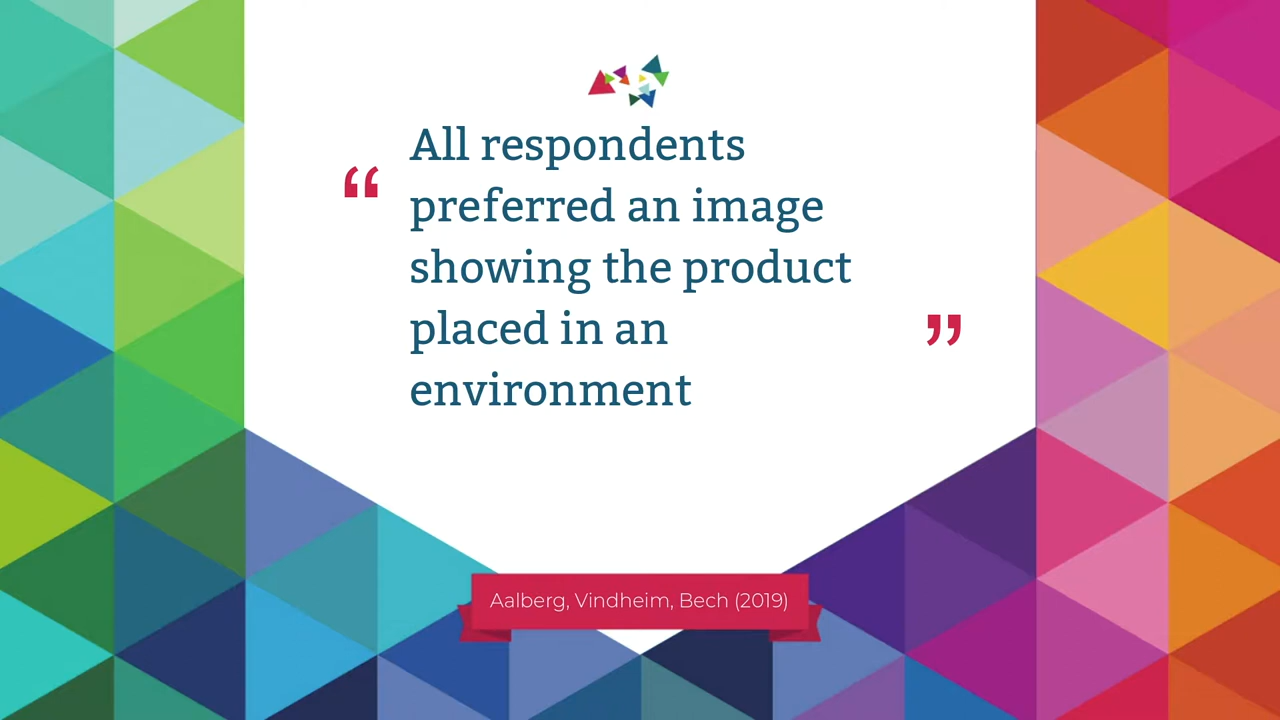 “
All respondents
preferred an image
showing the product
placed in an
environment
”
Aalberg, Vindheim, Bech (2019)